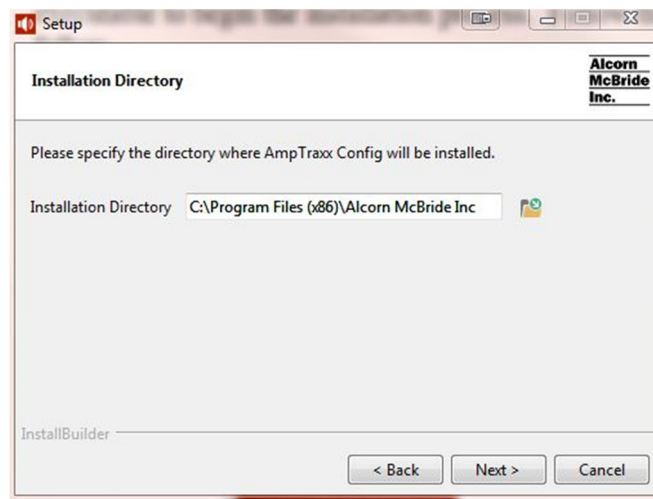 Setup
Installation Directory
Alcorn
McBride
Inc.
Please specify the directory where AmpTraxx Config will be installed.
Installation Directory C:\Program Files (x86)\Alcorn McBride Inc
InstallBuilder
< Back Next > Cancel